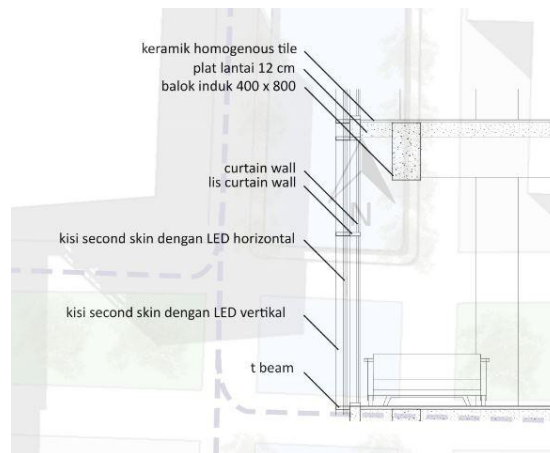 keramik homogenous tile
plat lantai 12 cm
balok induk 400 x 800
curtain wall
lis curtain wall
N
kisi second skin dengan LED horizontal
kisi second skin dengan LED vertikal
t beam